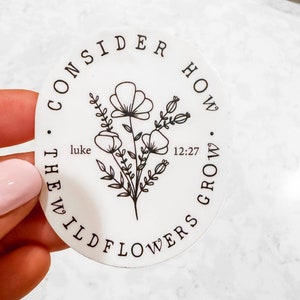 • CONSIDER HOW •
luke 12:27
THE WILDFLOWERS GROW